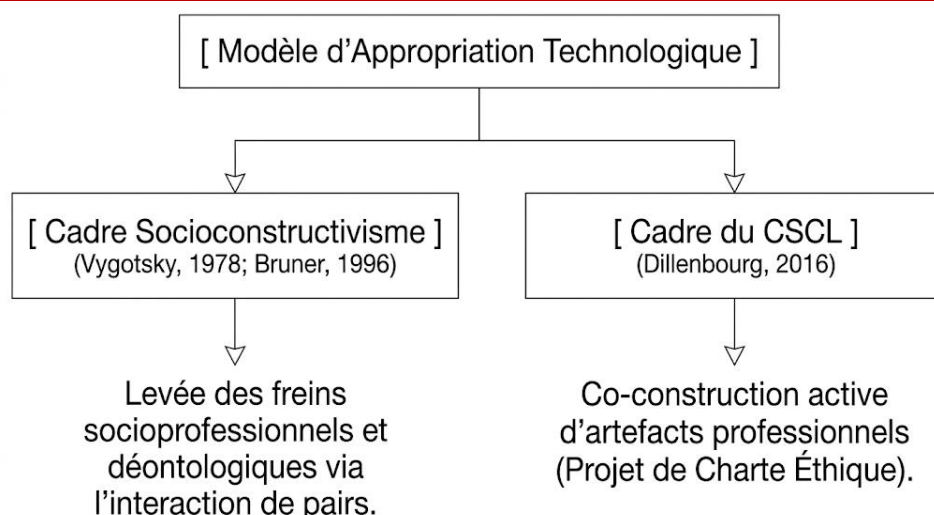 [ Modèle d'Appropriation Technologique ]
[ Cadre Socioconstructivisme ]
(Vygotsky, 1978; Bruner, 1996)
Levée des freins
socioprofessionnels et
déontologiques via
l'interaction de pairs.
[ Cadre du CSCL ]
(Dillenbourg, 2016)
Co-construction active
d'artefacts professionnels
(Projet de Charte Éthique).